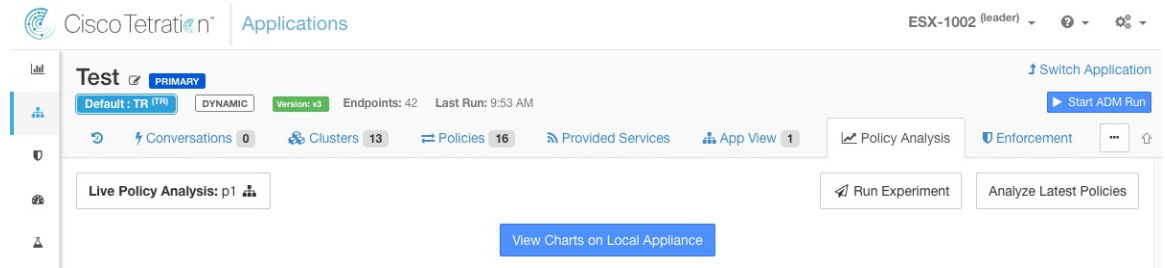 Cisco Tetration™ Applications ESX-1002 (leader)
Test PRIMARY Switch Application
Default : TR (TR) DYNAMIC Version: v3 Endpoints: 42 Last Run: 9:53 AM Start ADM Run
Conversations 0 Clusters 13 Policies 16 Provided Services App View 1 Policy Analysis Enforcement ...
Live Policy Analysis: p1 Run Experiment Analyze Latest Policies
View Charts on Local Appliance